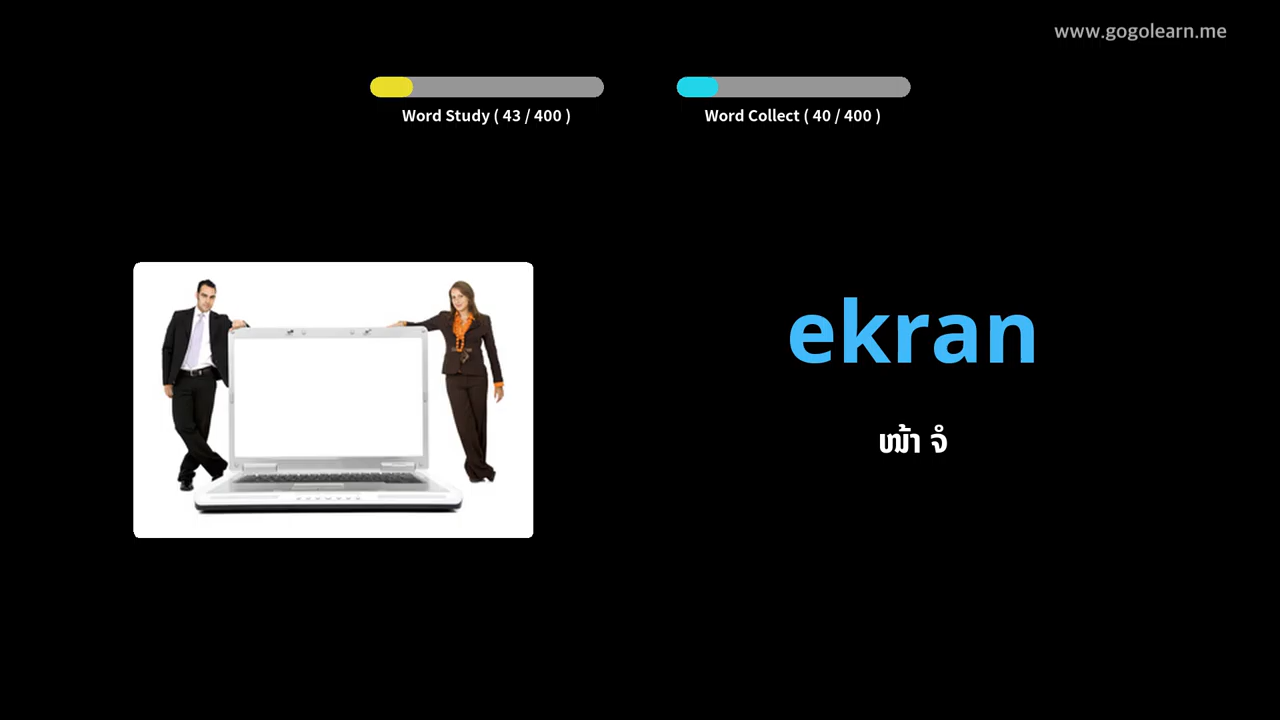 www.gogolearn.me
Word Study ( 43 / 400 )
Word Collect ( 40 / 400 )
ekran
ໜ້າ ຈໍ